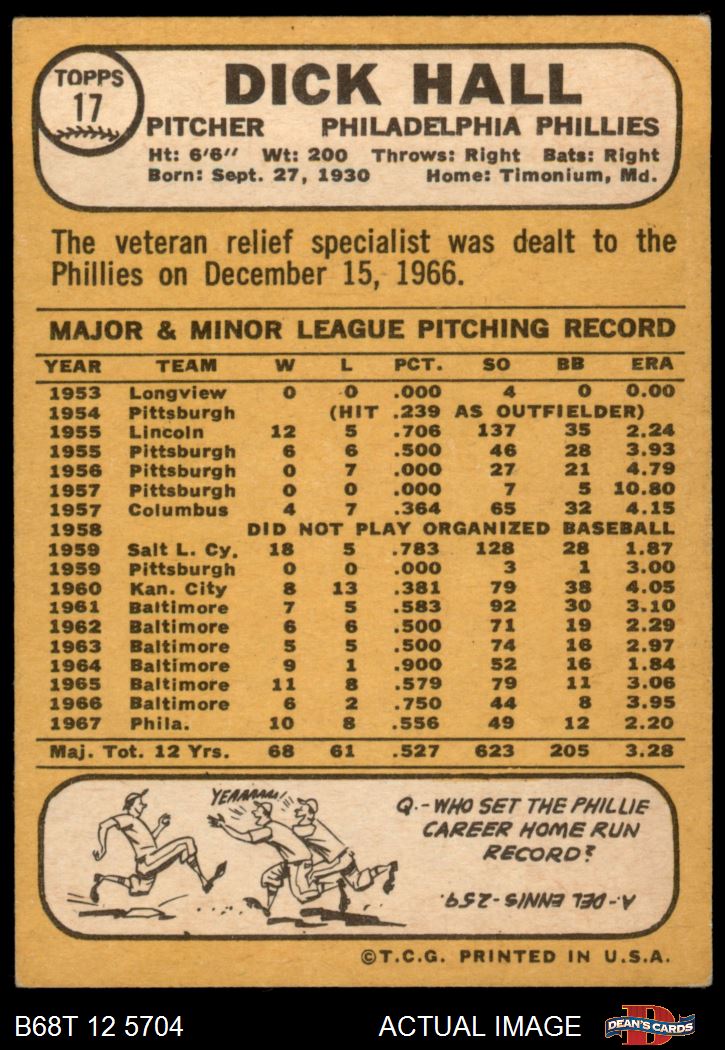 TOPPS
17
DICK HALL
PITCHER PHILADELPHIA PHILLIES
Ht: 6'6" Wt: 200 Throws: Right Bats: Right
Born: Sept. 27, 1930 Home: Timonium, Md.
The veteran relief specialist was dealt to the
Phillies on December 15, 1966.
MAJOR & MINOR LEAGUE PITCHING RECORD
YEAR TEAM W L PCT. SO BB ERA
1953 Longview 0 0 .000 4 0 0.00
1954 Pittsburgh (HIT .239 AS OUTFIELDER)
1955 Lincoln 12 5 .706 137 35 2.24
1955 Pittsburgh 6 6 .500 46 28 3.93
1956 Pittsburgh 0 7 .000 27 21 4.79
1957 Pittsburgh 0 0 .000 7 5 10.80
1957 Columbus 4 7 .364 65 32 4.15
1958 DID NOT PLAY ORGANIZED BASEBALL
1959 Salt L. Cy. 18 5 .783 128 28 1.87
1959 Pittsburgh 0 0 .000 3 1 3.00
1960 Kan. City 8 13 .381 79 38 4.05
1961 Baltimore 7 5 .583 92 30 3.10
1962 Baltimore 6 6 .500 71 19 2.29
1963 Baltimore 5 5 .500 74 16 2.97
1964 Baltimore 9 1 .900 52 16 1.84
1965 Baltimore 11 8 .579 79 11 3.06
1966 Baltimore 6 2 .750 44 8 3.95
1967 Phila. 10 8 .556 49 12 2.20
Maj. Tot. 12 Yrs. 68 61 .527 623 205 3.28
YEAAAAA!
Q.-WHO SET THE PHILLIE
CAREER HOME RUN
RECORD?
A. DEL ENNIS-259.
©T.C.G. PRINTED IN U.S.A.
B68T 12 5704 ACTUAL IMAGE
D
DEAN'S CARDS